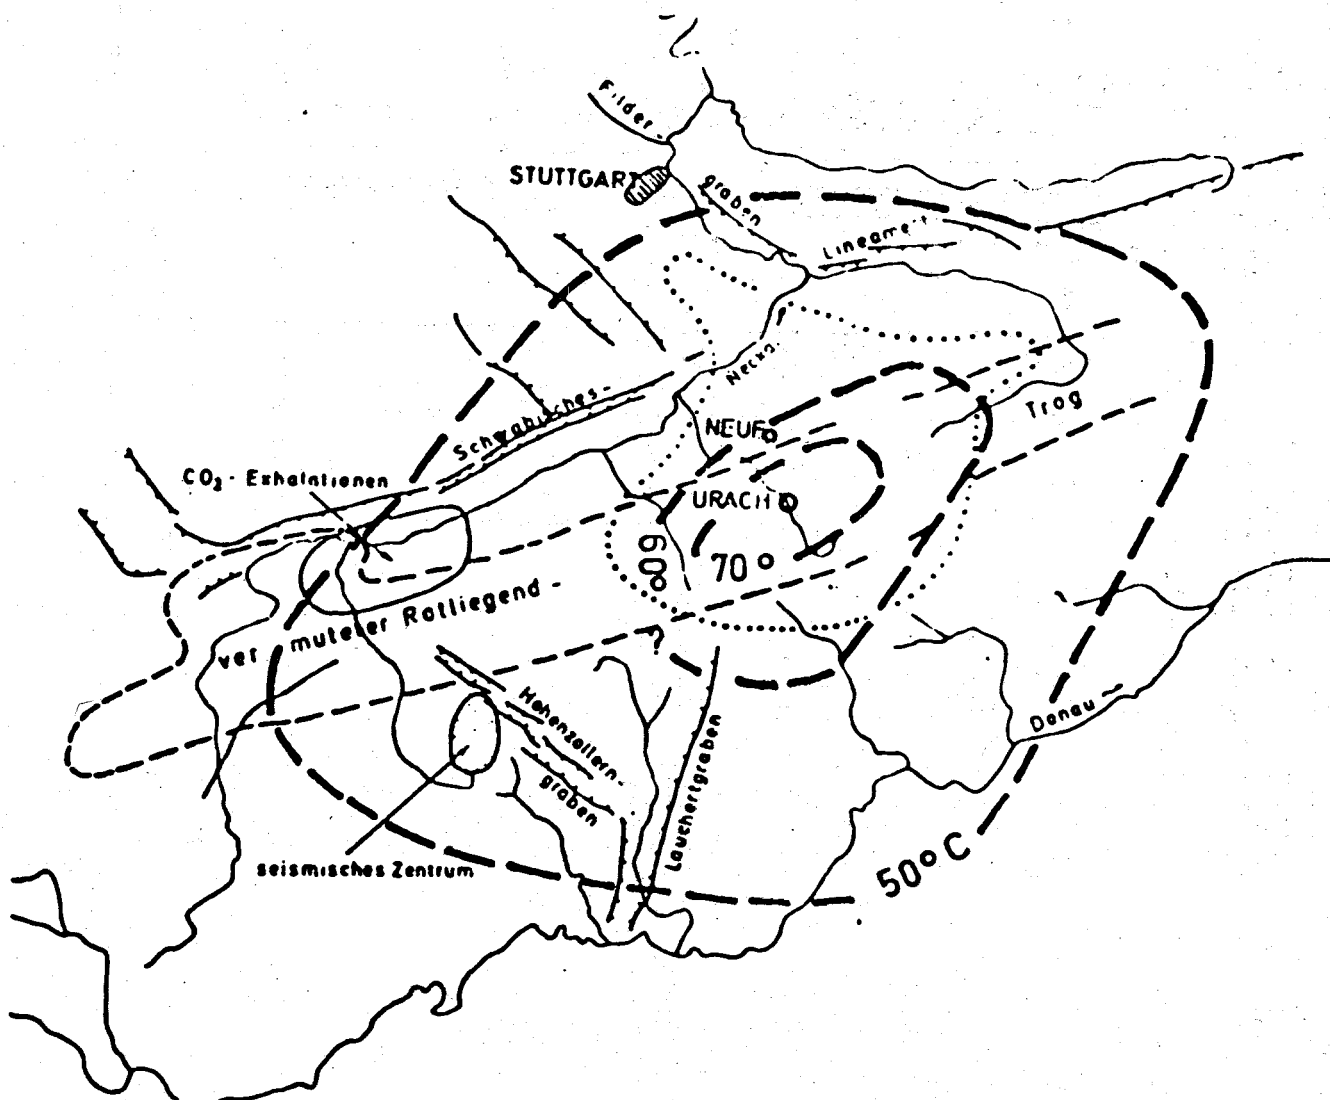 Filder-
STUTTGART
graben
Lineament
Neckar
Schwäbisches-
NEUF
Trog
CO₂-Exhalationen
URACH
60°
70°
vermuteter Rotliegend-
?
Hohenzollern-
graben
Lauchertgraben
Donau
seismisches Zentrum
50°C